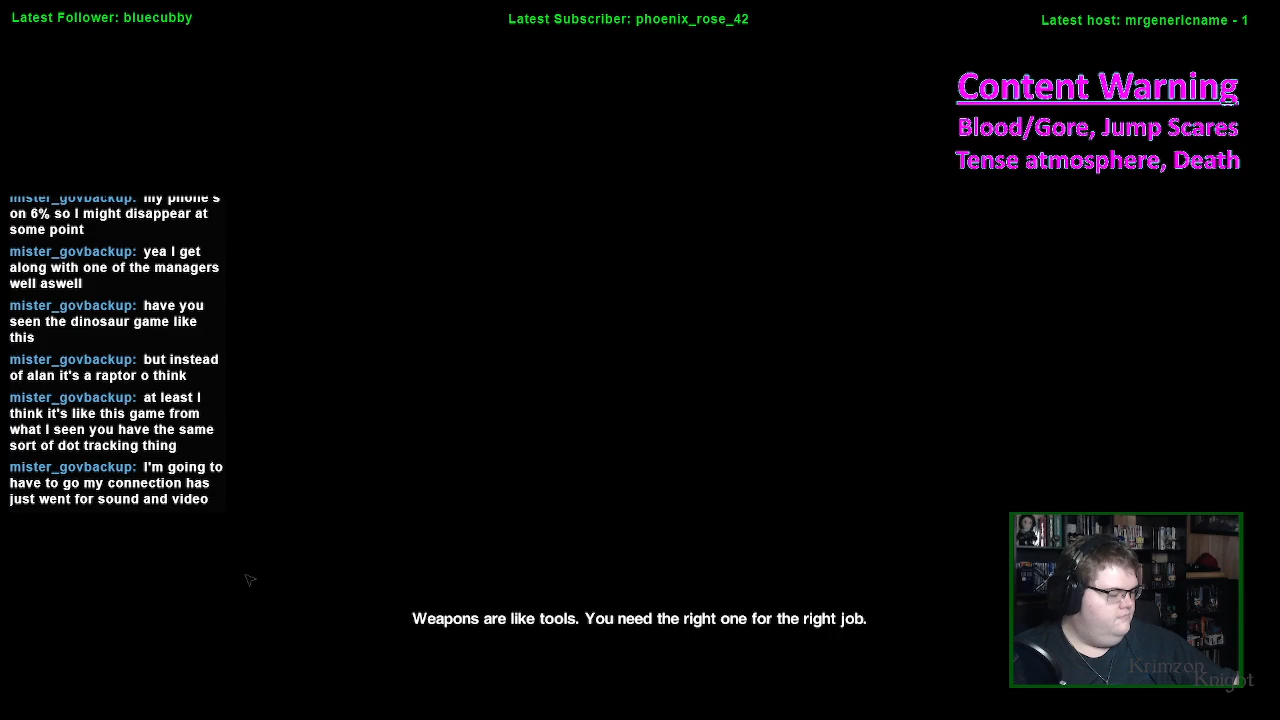 Latest Follower: bluecubby
Latest Subscriber: phoenix_rose_42
Latest host: mrgenericname - 1
Content Warning
Blood/Gore, Jump Scares
Tense atmosphere, Death
mister_govbackup: my phone's
on 6% so I might disappear at
some point
mister_govbackup: yea I get
along with one of the managers
well aswell
mister_govbackup: have you
seen the dinosaur game like
this
mister_govbackup: but instead
of alan it's a raptor o think
mister_govbackup: at least I
think it's like this game from
what I seen you have the same
sort of dot tracking thing
mister_govbackup: I'm going to
have to go my connection has
just went for sound and video
Weapons are like tools. You need the right one for the right job.
Krimzon
Knight